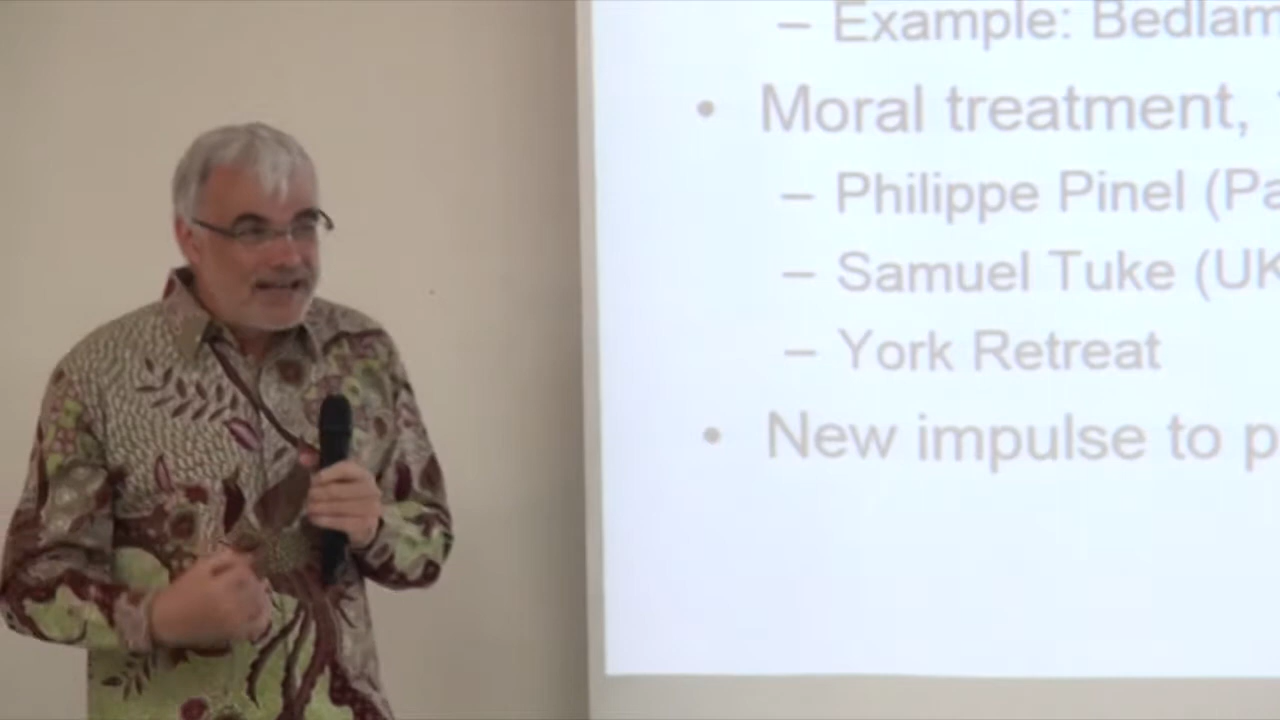 – Example: Bedlam
• Moral treatment,
– Philippe Pinel (Pa
– Samuel Tuke (UK
– York Retreat
• New impulse to p